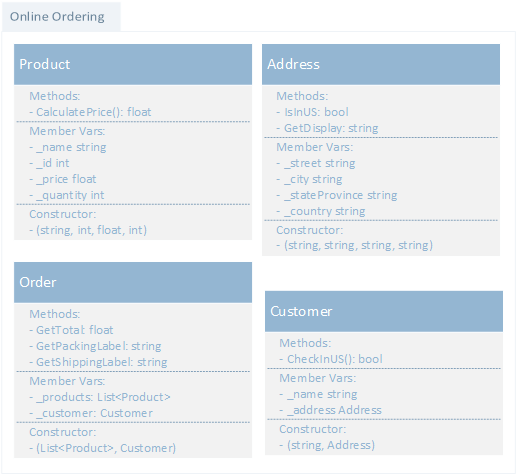 Online Ordering
Product
Methods:
- CalculatePrice(): float
Member Vars:
- _name string
- _id int
- _price float
- _quantity int
Constructor:
- (string, int, float, int)
Address
Methods:
- IsInUS: bool
- GetDisplay: string
Member Vars:
- _street string
- _city string
- _stateProvince string
- _country string
Constructor:
- (string, string, string, string)
Order
Methods:
- GetTotal: float
- GetPackingLabel: string
- GetShippingLabel: string
Member Vars:
- _products: List<Product>
- _customer: Customer
Constructor:
- (List<Product>, Customer)
Customer
Methods:
- CheckInUS(): bool
Member Vars:
- _name string
- _address Address
Constructor:
- (string, Address)